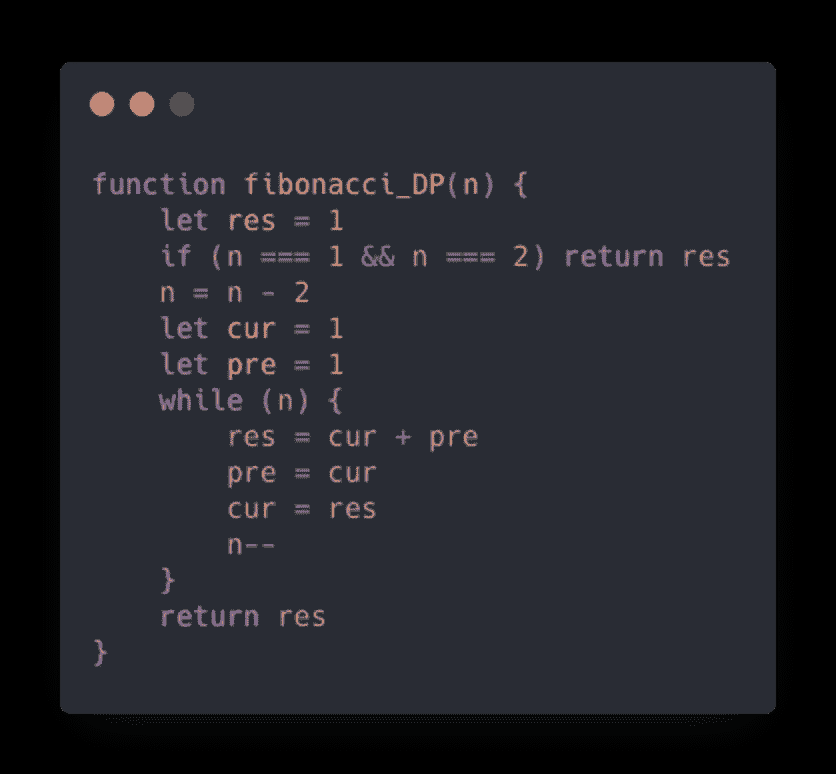 function fibonacci_DP(n) {
    let res = 1
    if (n === 1 && n === 2) return res
    n = n - 2
    let cur = 1
    let pre = 1
    while (n) {
        res = cur + pre
        pre = cur
        cur = res
        n--
    }
    return res
}